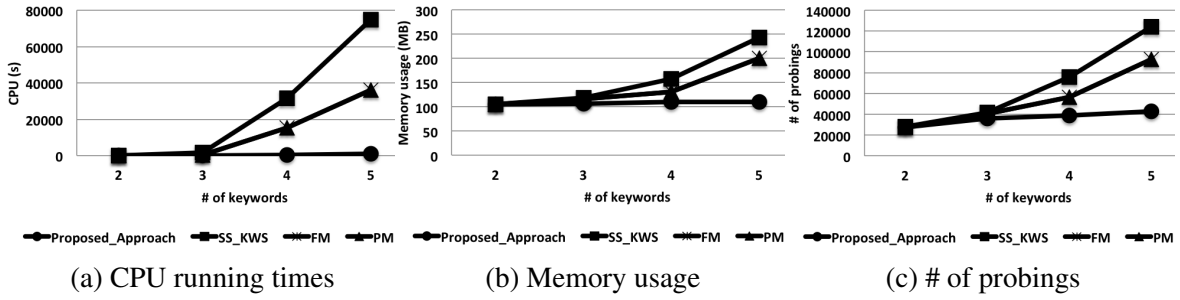 CPU (s)
80000
60000
40000
20000
0
2 3 4 5
# of keywords
Proposed_Approach SS_KWS FM PM
(a) CPU running times
Memory usage (MB)
300
250
200
150
100
50
0
2 3 4 5
# of keywords
Proposed_Approach SS_KWS FM PM
(b) Memory usage
# of probings
140000
120000
100000
80000
60000
40000
20000
0
2 3 4 5
# of keywords
Proposed_Approach SS_KWS FM PM
(c) # of probings